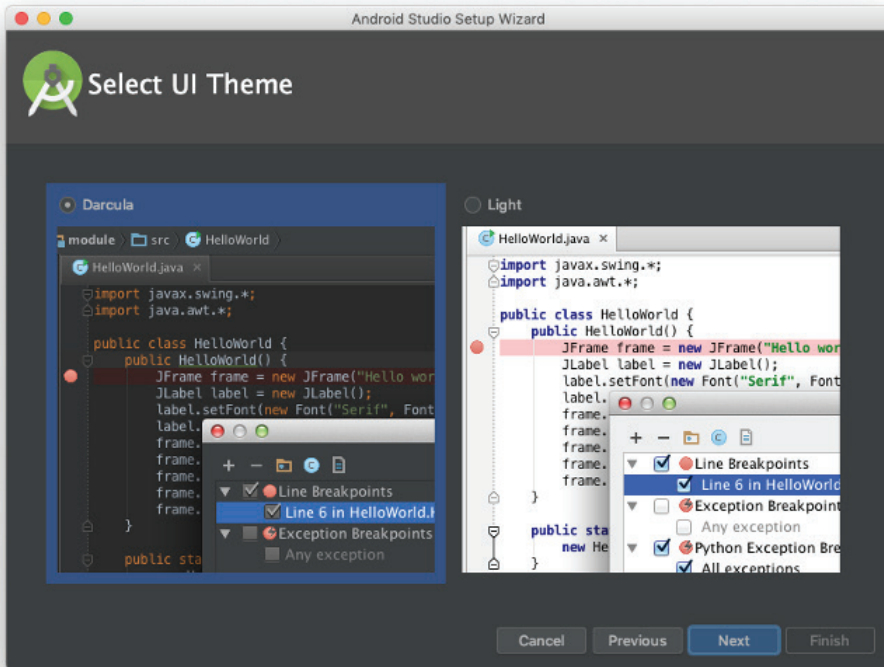 Android Studio Setup Wizard
Select UI Theme
Darcula
module src HelloWorld
HelloWorld.java ×
import javax.swing.*;
import java.awt.*;
public class HelloWorld {
public HelloWorld() {
JFrame frame = new JFrame("Hello wor
JLabel label = new JLabel();
label.setFont(new Font("Serif", Font
label.
frame.
frame.
frame.
frame.
frame.
}
public sta
+ −
Line Breakpoints
Line 6 in HelloWorld.
Exception Breakpoints
Any exception
Light
HelloWorld.java ×
import javax.swing.*;
import java.awt.*;
public class HelloWorld {
public HelloWorld() {
JFrame frame = new JFrame("Hello wor
JLabel label = new JLabel();
label.setFont(new Font("Serif", Font
label.
frame.
frame.
frame.
frame.
frame.
}
public sta
new He
}
+ −
Line Breakpoints
Line 6 in HelloWorld
Exception Breakpoint
Any exception
Python Exception Bre
All exceptions
Cancel Previous Next Finish